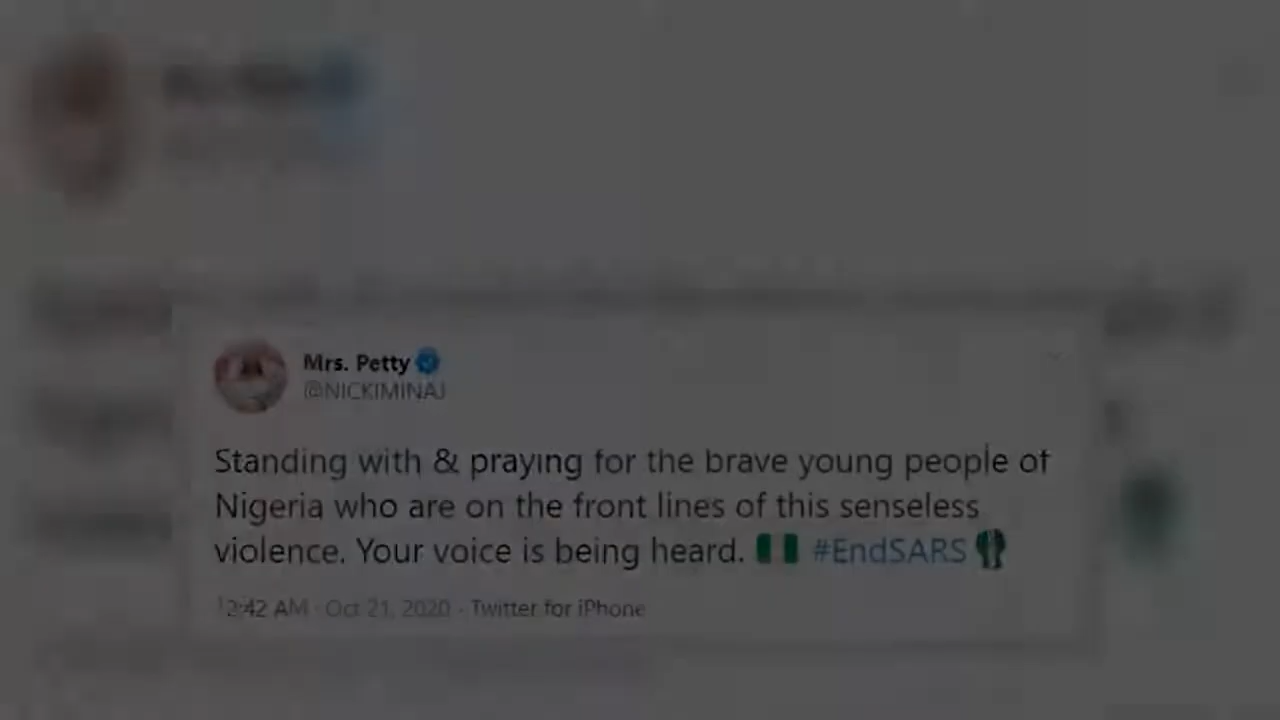 Mrs. Petty
@NICKIMINAJ
Standing with & praying for the brave young people of
Nigeria who are on the front lines of this senseless
violence. Your voice is being heard. 🇳🇬 #EndSARS
12:42 AM · Oct 21, 2020 · Twitter for iPhone